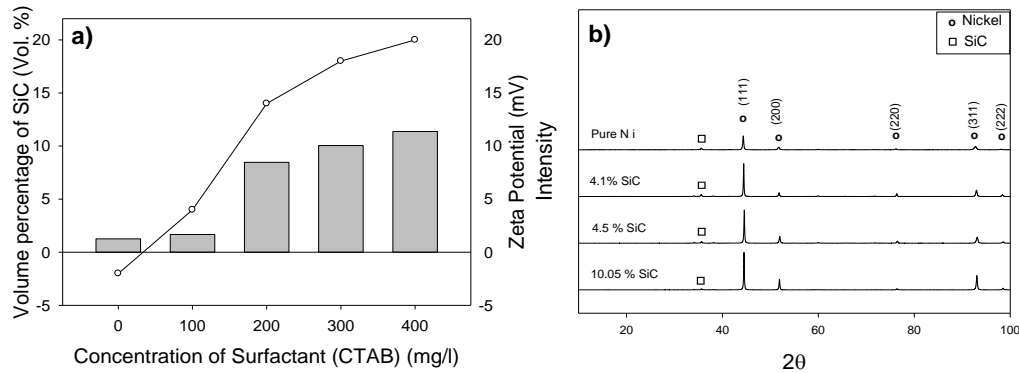 a)
Volume percentage of SiC (Vol. %)
20
15
10
5
0
-5
20
15
10
5
0
-5
Zeta Potential (mV)
0 100 200 300 400
Concentration of Surfactant (CTAB) (mg/l)
b)
Nickel
SiC
Intensity
(111)
(200)
(220)
(311)
(222)
Pure N i
4.1% SiC
4.5 % SiC
10.05 % SiC
20 40 60 80 100
2θ